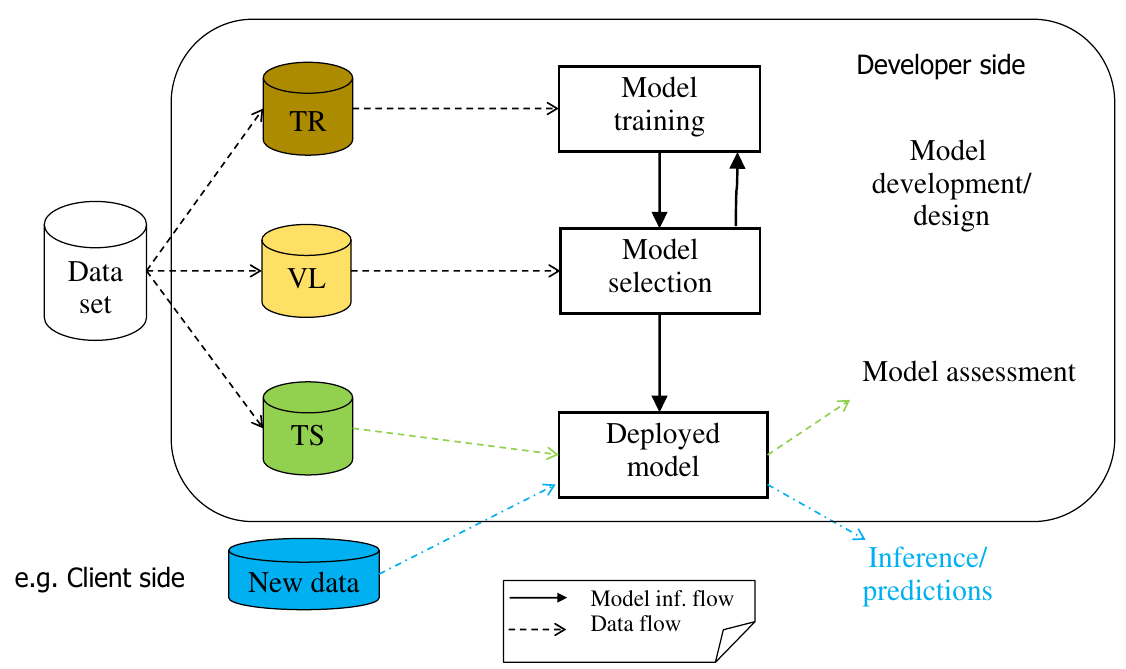 Developer side
TR
Model
training
Model
development/
design
Data
set
VL
Model
selection
Model assessment
TS
Deployed
model
e.g. Client side
New data
Inference/
predictions
Model inf. flow
Data flow